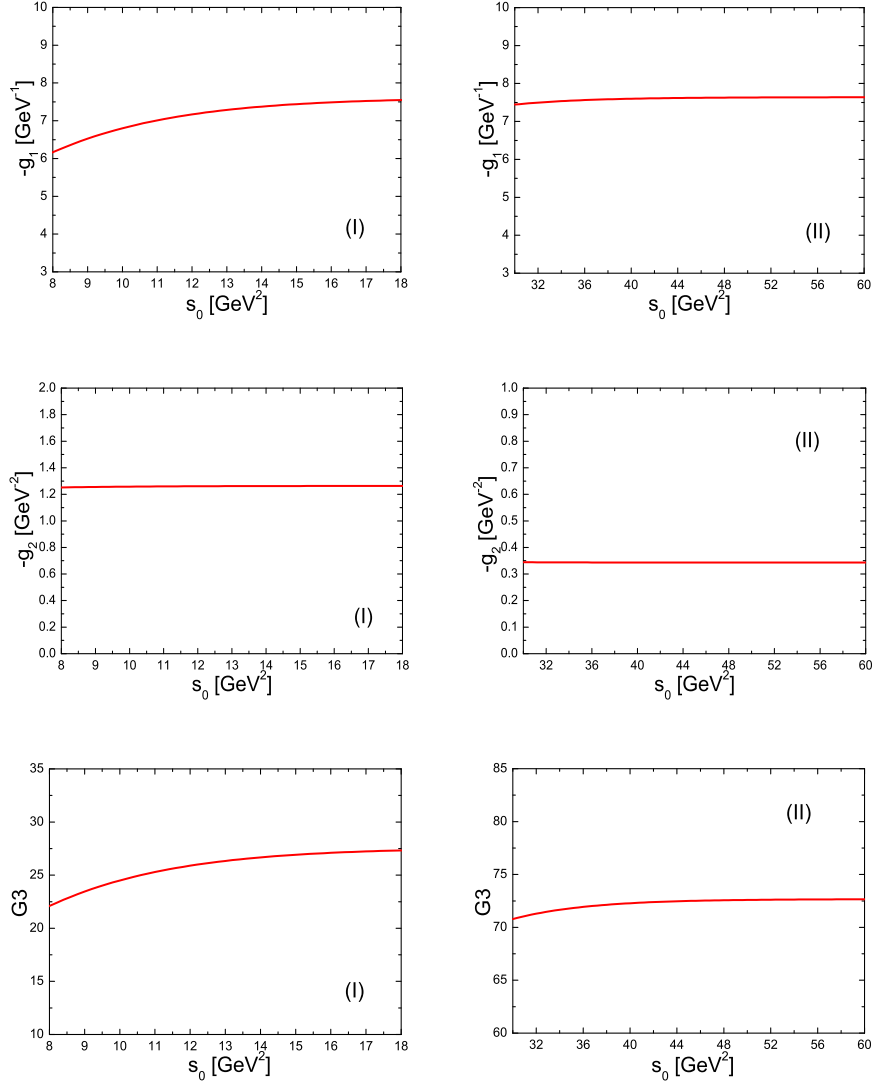 10
9
8
7
6
5
4
3
-g₁ [GeV⁻¹]
(I)
8 9 10 11 12 13 14 15 16 17 18
s₀ [GeV²]
10
9
8
7
6
5
4
3
-g₁ [GeV⁻¹]
(II)
32 36 40 44 48 52 56 60
s₀ [GeV²]
2.0
1.8
1.6
1.4
1.2
1.0
0.8
0.6
0.4
0.2
0.0
-g₂ [GeV⁻²]
(I)
8 9 10 11 12 13 14 15 16 17 18
s₀ [GeV²]
1.0
0.9
0.8
0.7
0.6
0.5
0.4
0.3
0.2
0.1
0.0
-g₂ [GeV⁻²]
(II)
32 36 40 44 48 52 56 60
s₀ [GeV²]
35
30
25
20
15
10
G3
(I)
8 9 10 11 12 13 14 15 16 17 18
s₀ [GeV²]
85
80
75
70
65
60
G3
(II)
32 36 40 44 48 52 56 60
s₀ [GeV²]